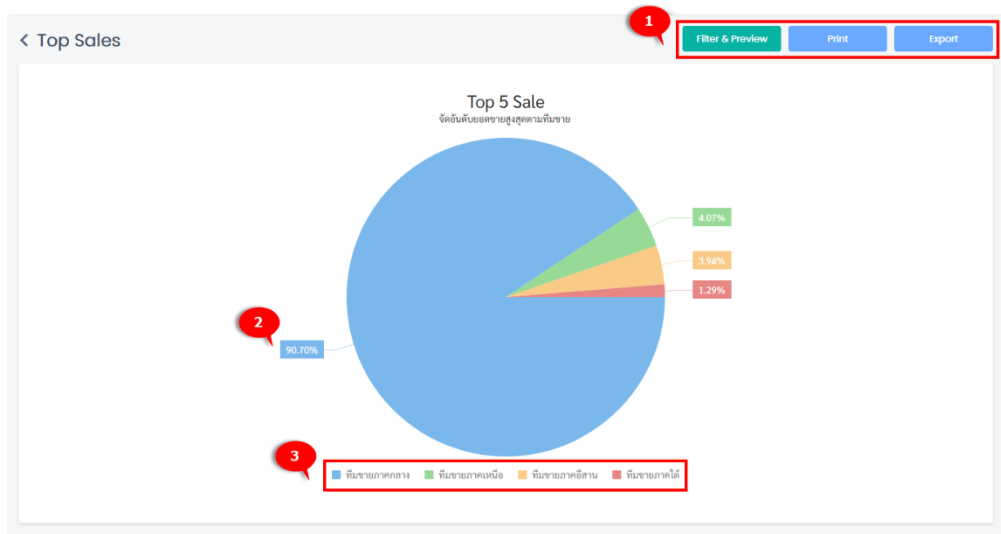 1
Top Sales
Filter & Preview
Print
Export
Top 5 Sale
จัดอันดับยอดขายสูงสุดตามทีมขาย
4.07%
3.94%
1.29%
2
90.70%
3
ทีมขายภาคกลาง ทีมขายภาคเหนือ ทีมขายภาคอีสาน ทีมขายภาคใต้